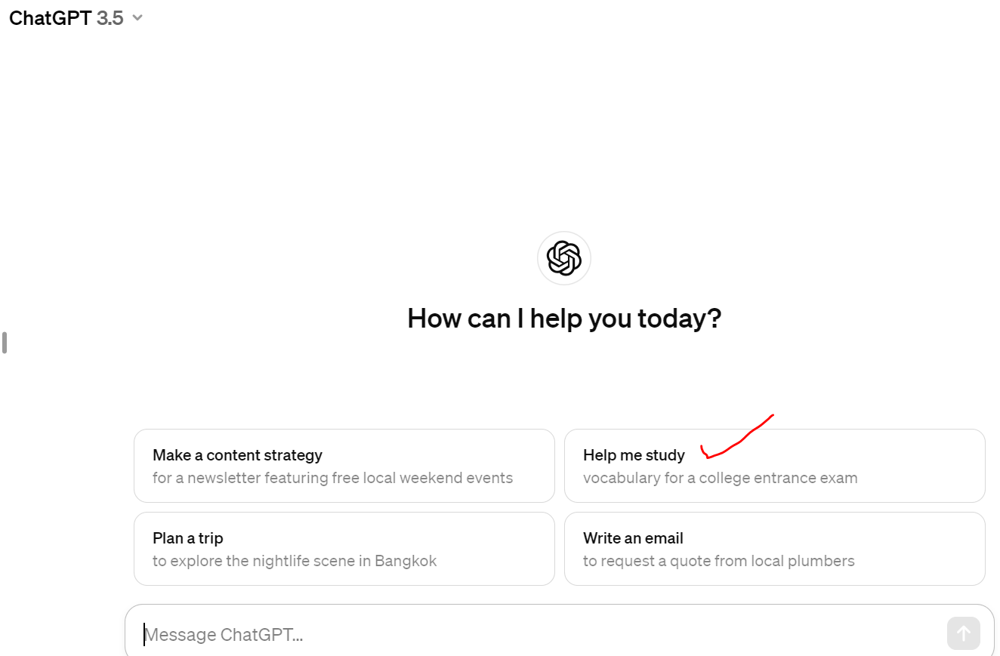 ChatGPT 3.5
How can I help you today?
Make a content strategy
for a newsletter featuring free local weekend events
Help me study
vocabulary for a college entrance exam
Plan a trip
to explore the nightlife scene in Bangkok
Write an email
to request a quote from local plumbers
Message ChatGPT...